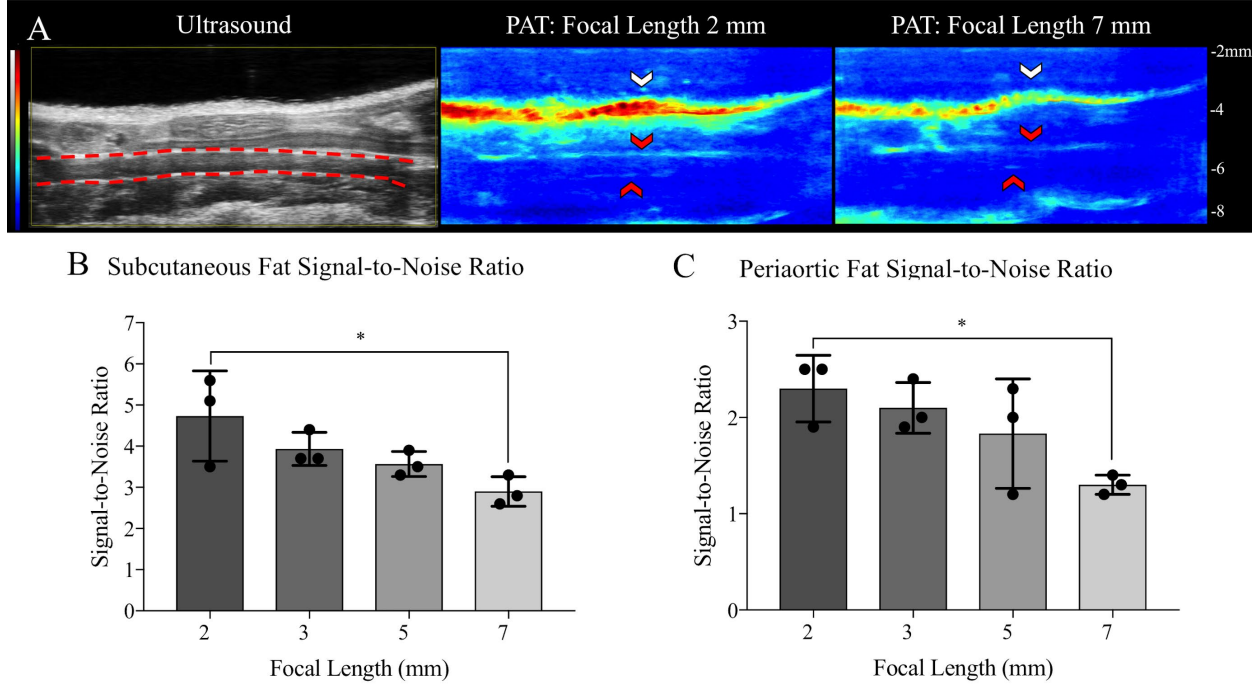 A
Ultrasound
PAT: Focal Length 2 mm
PAT: Focal Length 7 mm
-2mm
-4
-6
-8
B Subcutaneous Fat Signal-to-Noise Ratio
*
7
6
5
4
3
2
1
0
Signal-to-Noise Ratio
2 3 5 7
Focal Length (mm)
C Periaortic Fat Signal-to-Noise Ratio
*
3
2
1
0
Signal-to-Noise Ratio
2 3 5 7
Focal Length (mm)